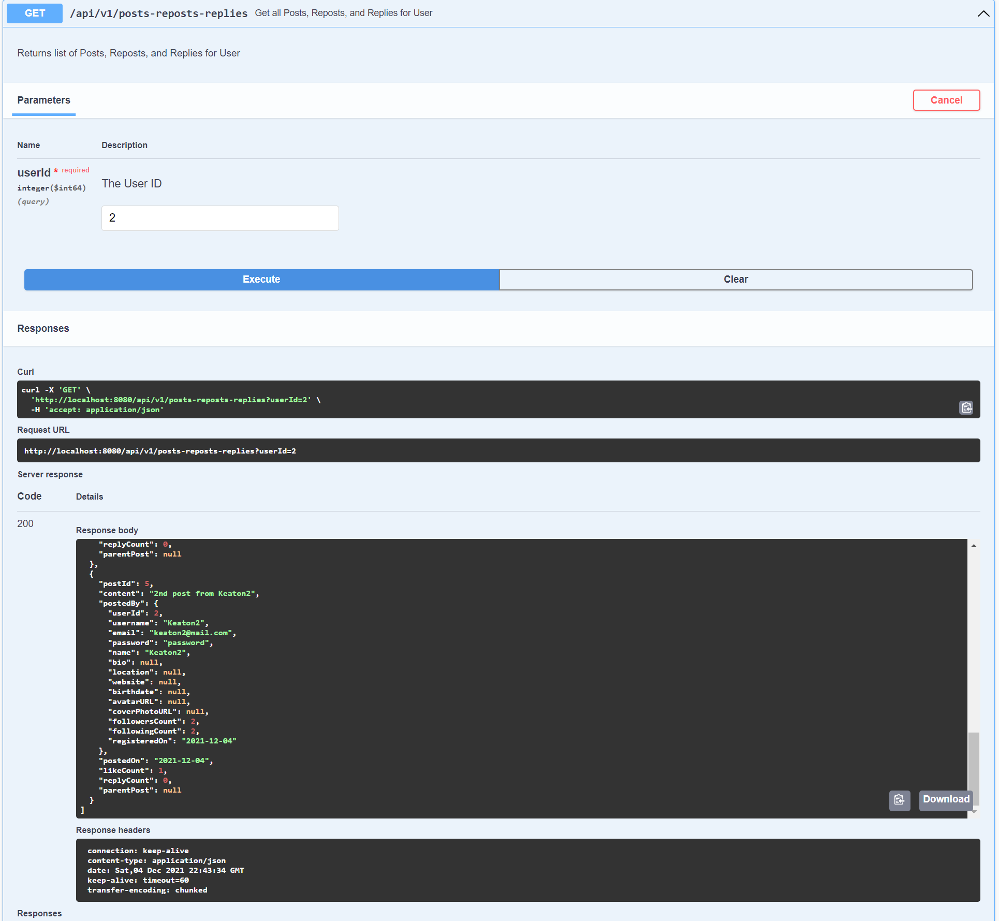 GET /api/v1/posts-reposts-replies Get all Posts, Reposts, and Replies for User
Returns list of Posts, Reposts, and Replies for User
Parameters
Cancel
Name Description
userId * required
integer($int64)
(query)
The User ID
2
Execute Clear
Responses
Curl
curl -X 'GET' \
  'http://localhost:8080/api/v1/posts-reposts-replies?userId=2' \
  -H 'accept: application/json'
Request URL
http://localhost:8080/api/v1/posts-reposts-replies?userId=2
Server response
Code Details
200
Response body
    "replyCount": 0,
    "parentPost": null
  },
  {
    "postId": 5,
    "content": "2nd post from Keaton2",
    "postedBy": {
      "userId": 2,
      "username": "Keaton2",
      "email": "keaton2@mail.com",
      "password": "password",
      "name": "Keaton2",
      "bio": null,
      "location": null,
      "website": null,
      "birthdate": null,
      "avatarURL": null,
      "coverPhotoURL": null,
      "followersCount": 2,
      "followingCount": 2,
      "registeredOn": "2021-12-04"
    },
    "postedOn": "2021-12-04",
    "likeCount": 1,
    "replyCount": 0,
    "parentPost": null
  }
]
Download
Response headers
connection: keep-alive
content-type: application/json
date: Sat,04 Dec 2021 22:43:34 GMT
keep-alive: timeout=60
transfer-encoding: chunked
Responses